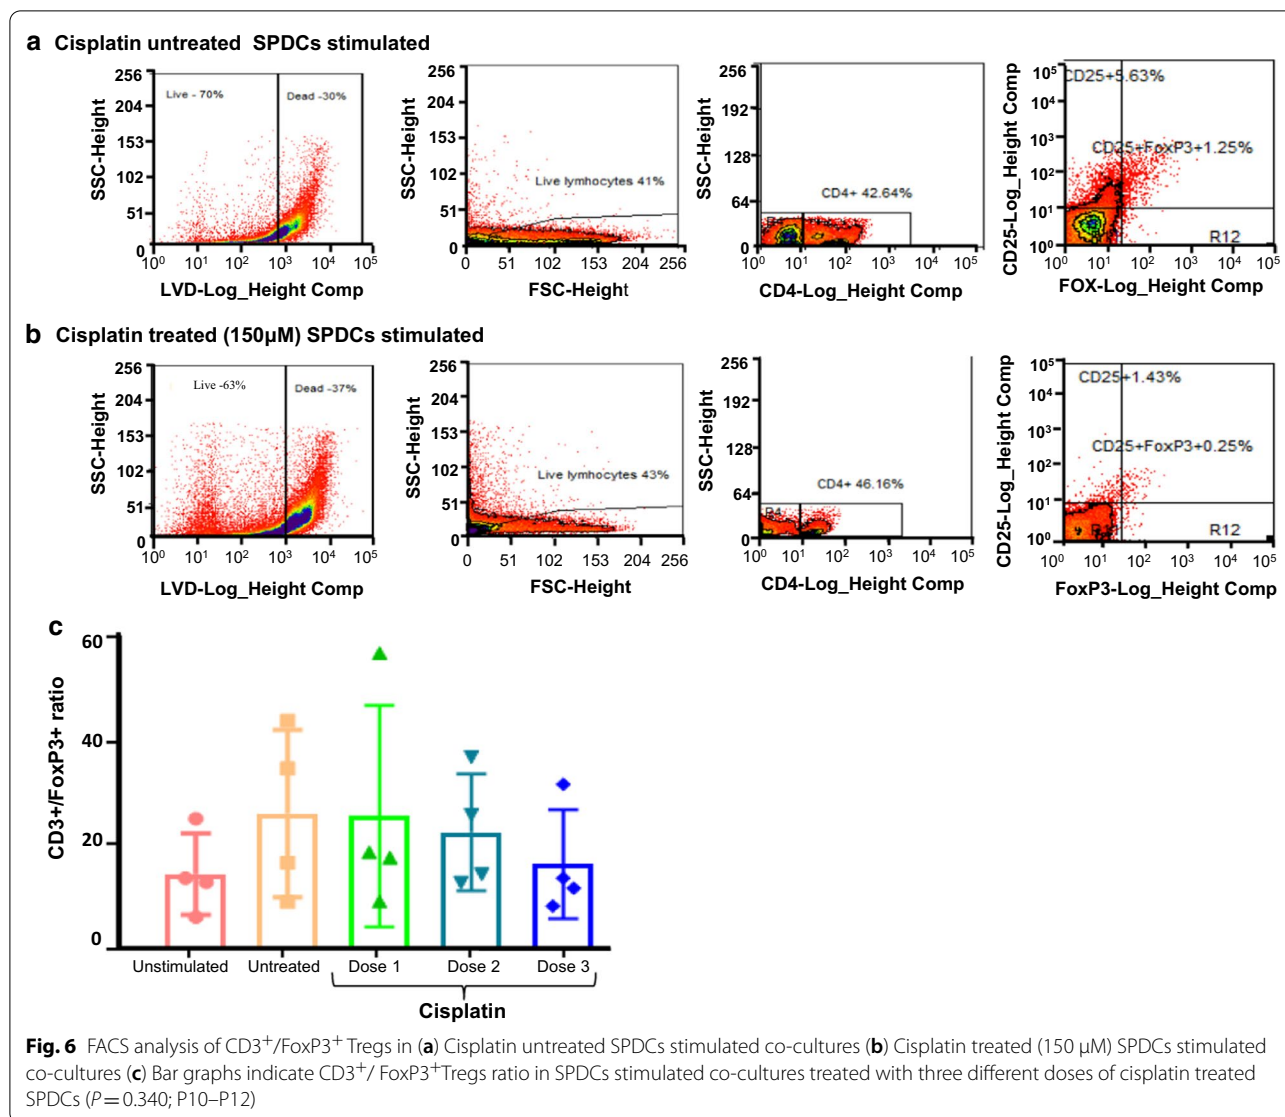 a Cisplatin untreated SPDCs stimulated
SSC-Height
256
204
153
102
51
0
Live - 70%
Dead -30%
10⁰ 10¹ 10² 10³ 10⁴ 10⁵
LVD-Log_Height Comp
SSC-Height
256
204
153
102
51
0
Live lymhocytes 41%
0 51 102 153 204 256
FSC-Height
SSC-Height
256
192
128
64
0
CD4+ 42.64%
10⁰ 10¹ 10² 10³ 10⁴ 10⁵
CD4-Log_Height Comp
CD25-Log_Height Comp
10⁵
10⁴
10³
10²
10¹
10⁰
CD25+5.63%
CD25+FoxP3+1.25%
R12
10⁰ 10¹ 10² 10³ 10⁴ 10⁵
FOX-Log_Height Comp
b Cisplatin treated (150µM) SPDCs stimulated
SSC-Height
256
204
153
102
51
0
Live -63%
Dead -37%
10⁰ 10¹ 10² 10³ 10⁴ 10⁵
LVD-Log_Height Comp
SSC-Height
256
204
153
102
51
0
Live lymhocytes 43%
0 51 102 153 204 256
FSC-Height
SSC-Height
256
192
128
64
0
CD4+ 46.16%
10⁰ 10¹ 10² 10³ 10⁴ 10⁵
CD4-Log_Height Comp
CD25-Log_Height Comp
10⁵
10⁴
10³
10²
10¹
10⁰
CD25+1.43%
CD25+FoxP3+0.25%
R12
10⁰ 10¹ 10² 10³ 10⁴ 10⁵
FoxP3-Log_Height Comp
c
CD3+/FoxP3+ ratio
60
40
20
0
Unstimulated Untreated Dose 1 Dose 2 Dose 3
Cisplatin
Fig. 6 FACS analysis of CD3⁺/FoxP3⁺ Tregs in (a) Cisplatin untreated SPDCs stimulated co-cultures (b) Cisplatin treated (150 µM) SPDCs stimulated
co-cultures (c) Bar graphs indicate CD3⁺/ FoxP3⁺Tregs ratio in SPDCs stimulated co-cultures treated with three different doses of cisplatin treated
SPDCs (P = 0.340; P10–P12)